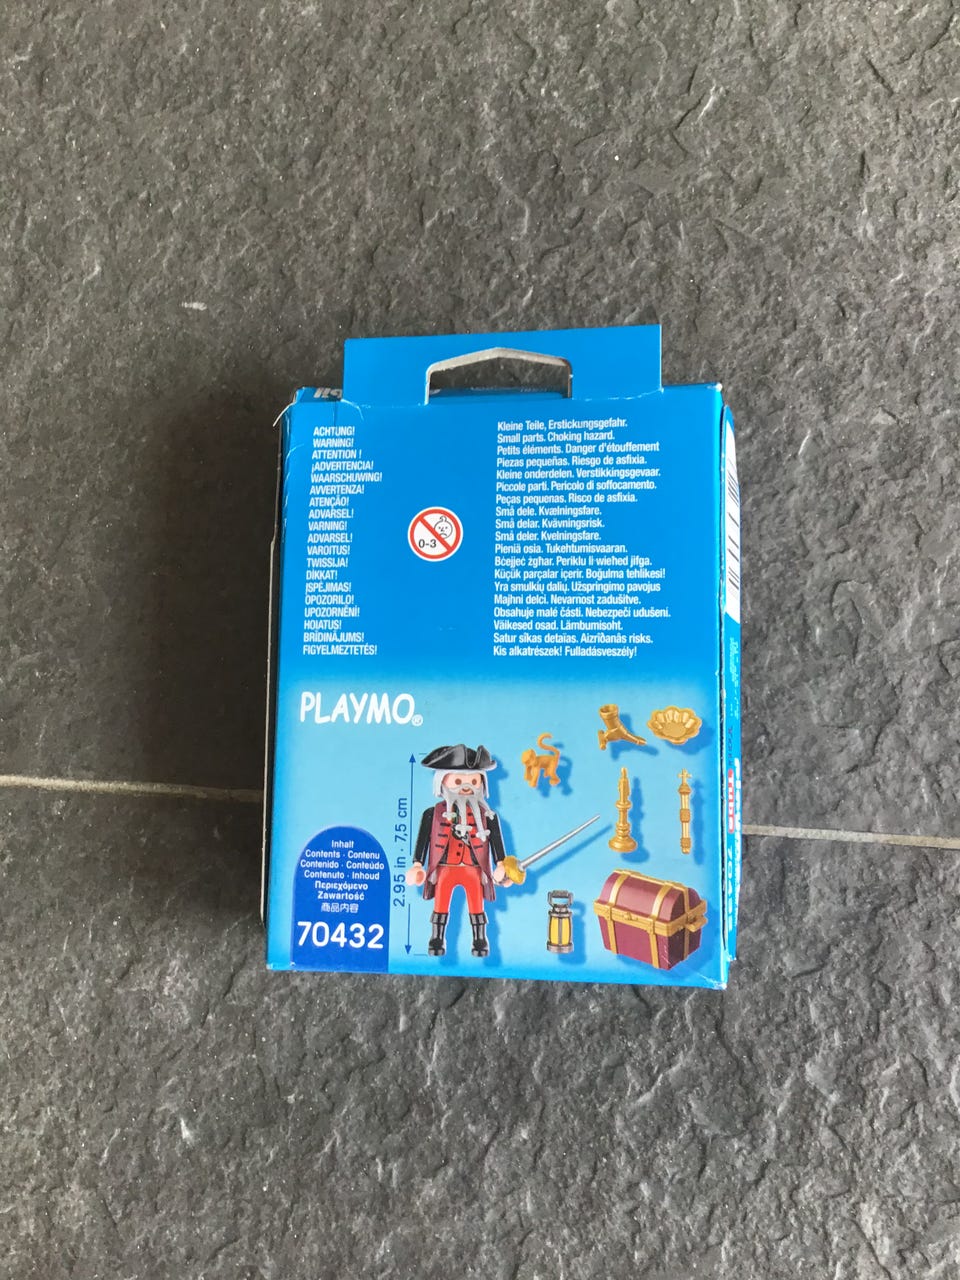 ACHTUNG! Kleine Teile, Erstickungsgefahr.
WARNING! Small parts. Choking hazard.
ATTENTION ! Petits éléments. Danger d'étouffement
¡ADVERTENCIA! Piezas pequeñas. Riesgo de asfixia.
WAARSCHUWING! Kleine onderdelen. Verstikkingsgevaar.
AVVERTENZA! Piccole parti. Pericolo di soffocamento.
ATENÇÃO! Peças pequenas. Risco de asfixia.
ADVARSEL! Små dele. Kvælningsfare.
VARNING! Små delar. Kvävningsrisk.
ADVARSEL! Små deler. Kvelningsfare.
VAROITUS! Pieniä osia. Tukehtumisvaaran.
TWISSIJA! Bċejjeċ żgħar. Periklu li wieħed jifga.
DİKKAT! Küçük parçalar içerir. Boğulma tehlikesi!
ĮSPĖJIMAS! Yra smulkių dalių. Užspringimo pavojus
OPOZORILO! Majhni delci. Nevarnost zadušitve.
UPOZORNĚNÍ! Obsahuje malé části. Nebezpečí udušení.
HOIATUS! Väikesed osad. Lämbumisoht.
BRĪDINĀJUMS! Satur sīkas detaļas. Aizrīšanās risks.
FIGYELMEZTETÉS! Kis alkatrészek! Fulladásveszély!
0-3
PLAYMO®
2.95 in · 7,5 cm
Inhalt
Contents · Contenu
Contenido · Conteúdo
Contenuto · Inhoud
Περιεχόμενο
Zawartość
商品内容
70432